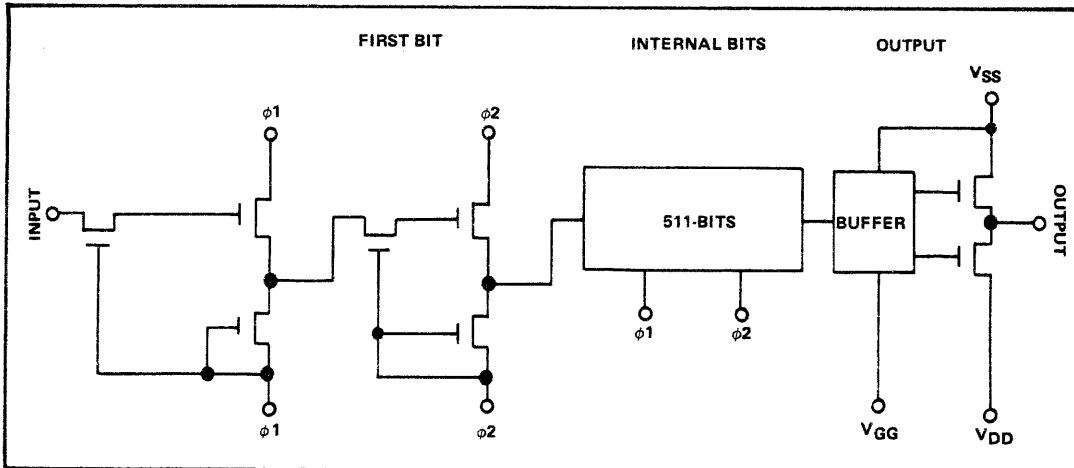 FIRST BIT
INTERNAL BITS
OUTPUT
VSS
φ1
φ2
INPUT
511-BITS
BUFFER
OUTPUT
φ1
φ2
φ1
φ2
VGG
VDD